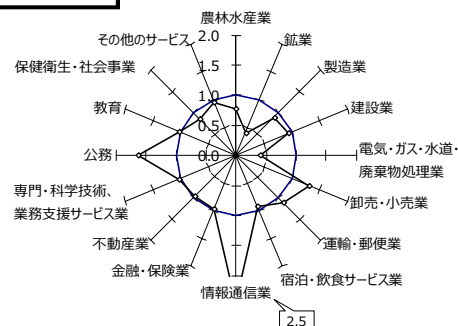 農林水産業
その他のサービス
2.0
鉱業
保健衛生・社会事業
1.5
製造業
教育
1.0
建設業
0.5
公務
0.0
電気・ガス・水道・
廃棄物処理業
専門・科学技術、
業務支援サービス業
卸売・小売業
不動産業
運輸・郵便業
金融・保険業
宿泊・飲食サービス業
情報通信業
2.5